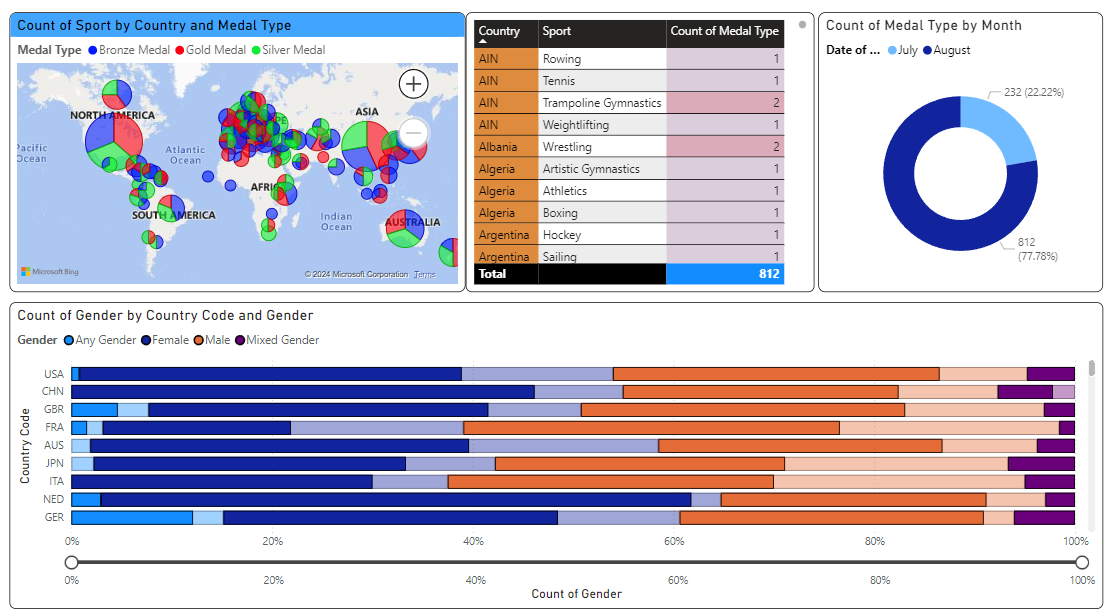 Count of Sport by Country and Medal Type
Medal Type Bronze Medal Gold Medal Silver Medal
NORTH AMERICA
ASIA
Pacific
Ocean
Atlantic
Ocean
AFRI
SOUTH AMERICA
Indian
Ocean
AUSTRALIA
Microsoft Bing
© 2024 Microsoft Corporation Terms
Country Sport Count of Medal Type
AIN Rowing 1
AIN Tennis 1
AIN Trampoline Gymnastics 2
AIN Weightlifting 1
Albania Wrestling 2
Algeria Artistic Gymnastics 1
Algeria Athletics 1
Algeria Boxing 1
Argentina Hockey 1
Argentina Sailing 1
Total 812
Count of Medal Type by Month
Date of ... July August
232 (22.22%)
812
(77.78%)
Count of Gender by Country Code and Gender
Gender Any Gender Female Male Mixed Gender
Country Code
USA
CHN
GBR
FRA
AUS
JPN
ITA
NED
GER
0% 20% 40% 60% 80% 100%
0% 20% 40% 60% 80% 100%
Count of Gender